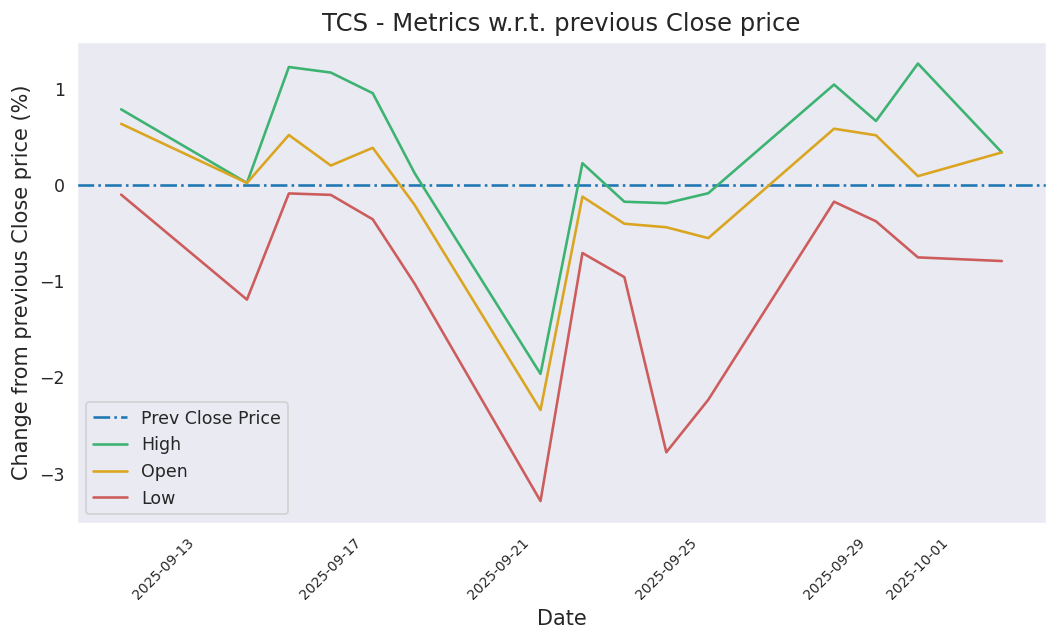 TCS - Metrics w.r.t. previous Close price
Change from previous Close price (%)
1
0
−1
−2
−3
Prev Close Price
High
Open
Low
2025-09-13
2025-09-17
2025-09-21
2025-09-25
2025-09-29
2025-10-01
Date